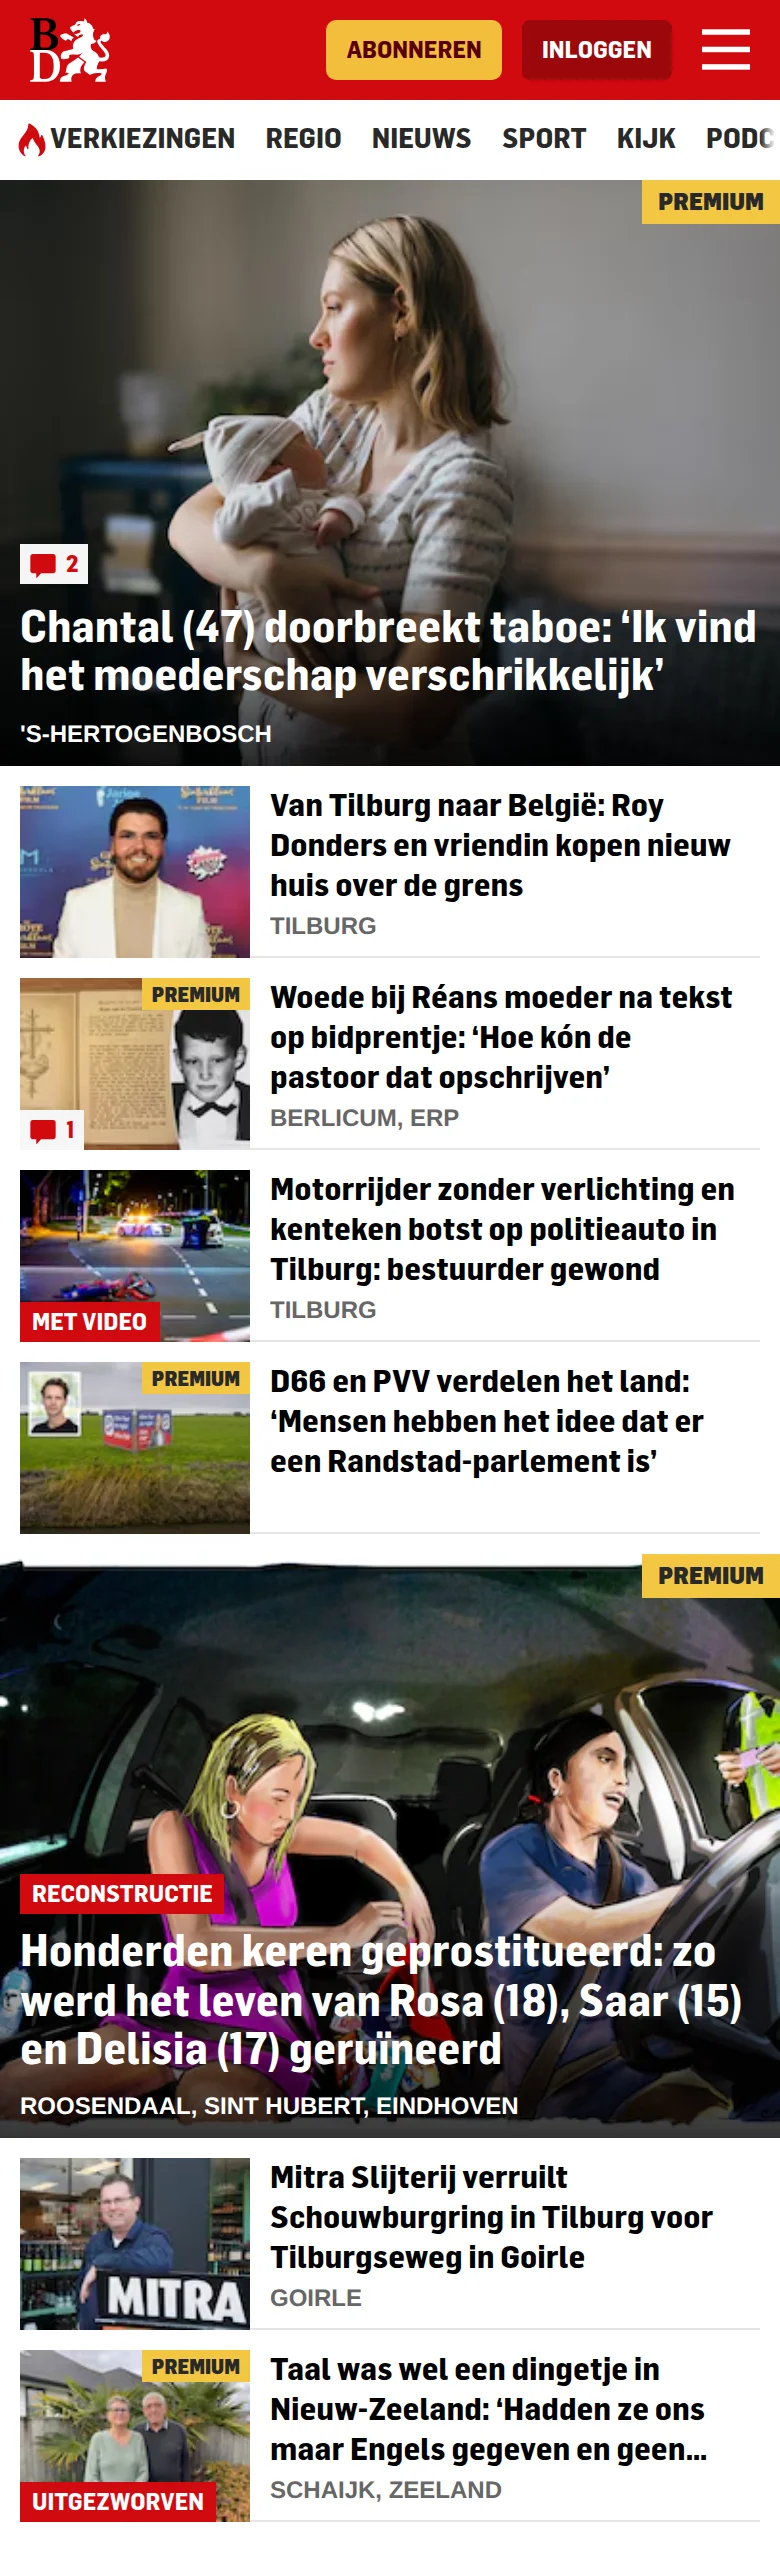 BD
ABONNEREN
INLOGGEN
VERKIEZINGEN
REGIO
NIEUWS
SPORT
KIJK
PODC
PREMIUM
2
Chantal (47) doorbreekt taboe: ‘Ik vind
het moederschap verschrikkelijk’
'S-HERTOGENBOSCH
Van Tilburg naar België: Roy
Donders en vriendin kopen nieuw
huis over de grens
TILBURG
PREMIUM
1
Woede bij Réans moeder na tekst
op bidprentje: ‘Hoe kón de
pastoor dat opschrijven’
BERLICUM, ERP
MET VIDEO
Motorrijder zonder verlichting en
kenteken botst op politieauto in
Tilburg: bestuurder gewond
TILBURG
PREMIUM
D66 en PVV verdelen het land:
‘Mensen hebben het idee dat er
een Randstad-parlement is’
PREMIUM
RECONSTRUCTIE
Honderden keren geprostitueerd: zo
werd het leven van Rosa (18), Saar (15)
en Delisia (17) geruïneerd
ROOSENDAAL, SINT HUBERT, EINDHOVEN
MITRA
Mitra Slijterij verruilt
Schouwburgring in Tilburg voor
Tilburgseweg in Goirle
GOIRLE
PREMIUM
UITGEZWORVEN
Taal was wel een dingetje in
Nieuw-Zeeland: ‘Hadden ze ons
maar Engels gegeven en geen...
SCHAIJK, ZEELAND